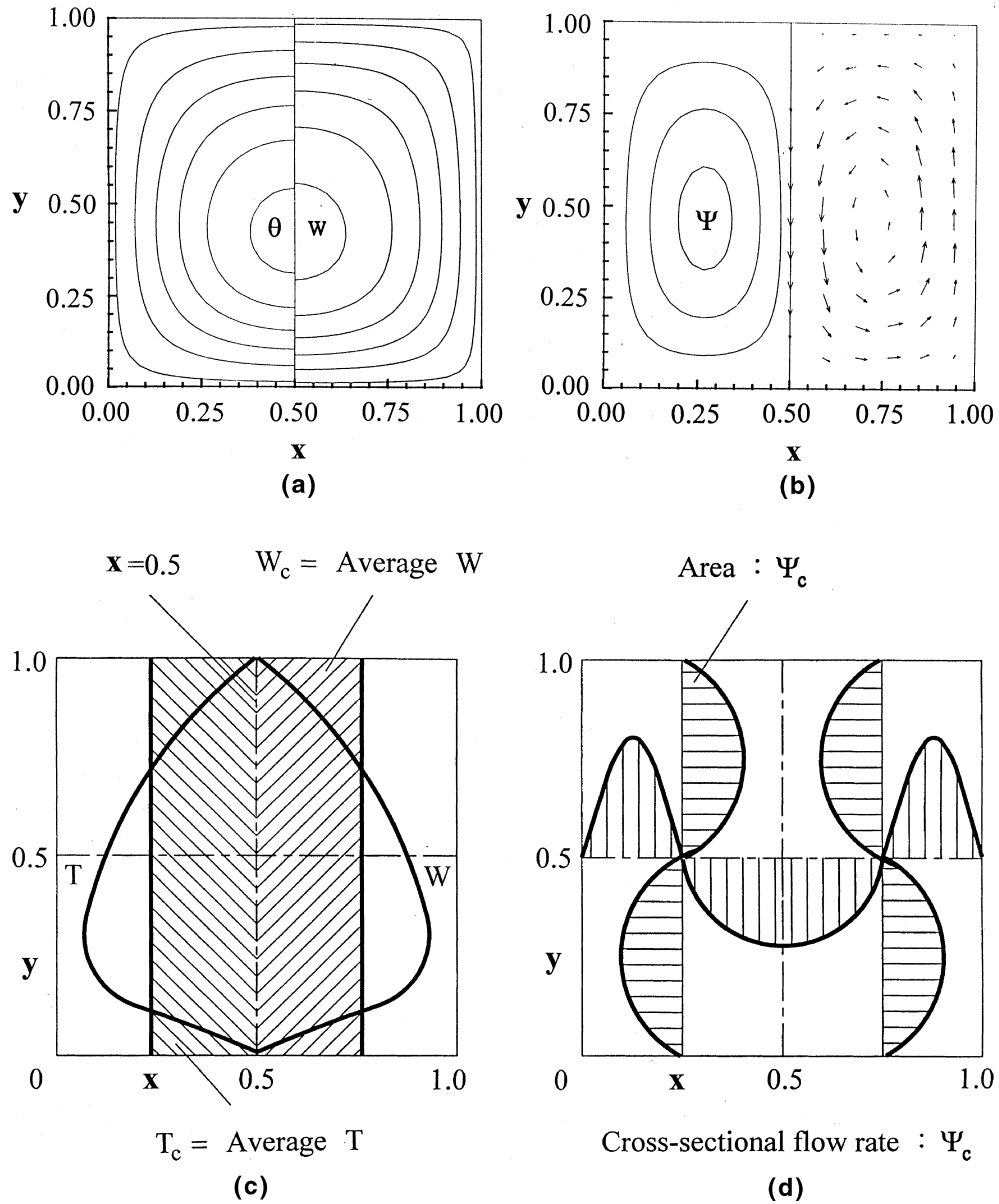 1.00
0.75
y 0.50
0.25
0.00
0.00 0.25 0.50 0.75 1.00
x
(a)
θ w
1.00
0.75
y 0.50
0.25
0.00
0.00 0.25 0.50 0.75 1.00
x
(b)
Ψ
x=0.5 W_c = Average W
1.0
0.5
T W
y
0 x 0.5 1.0
T_c = Average T
(c)
Area : Ψ_c
1.0
0.5
y
0 x 0.5 1.0
Cross-sectional flow rate : Ψ_c
(d)